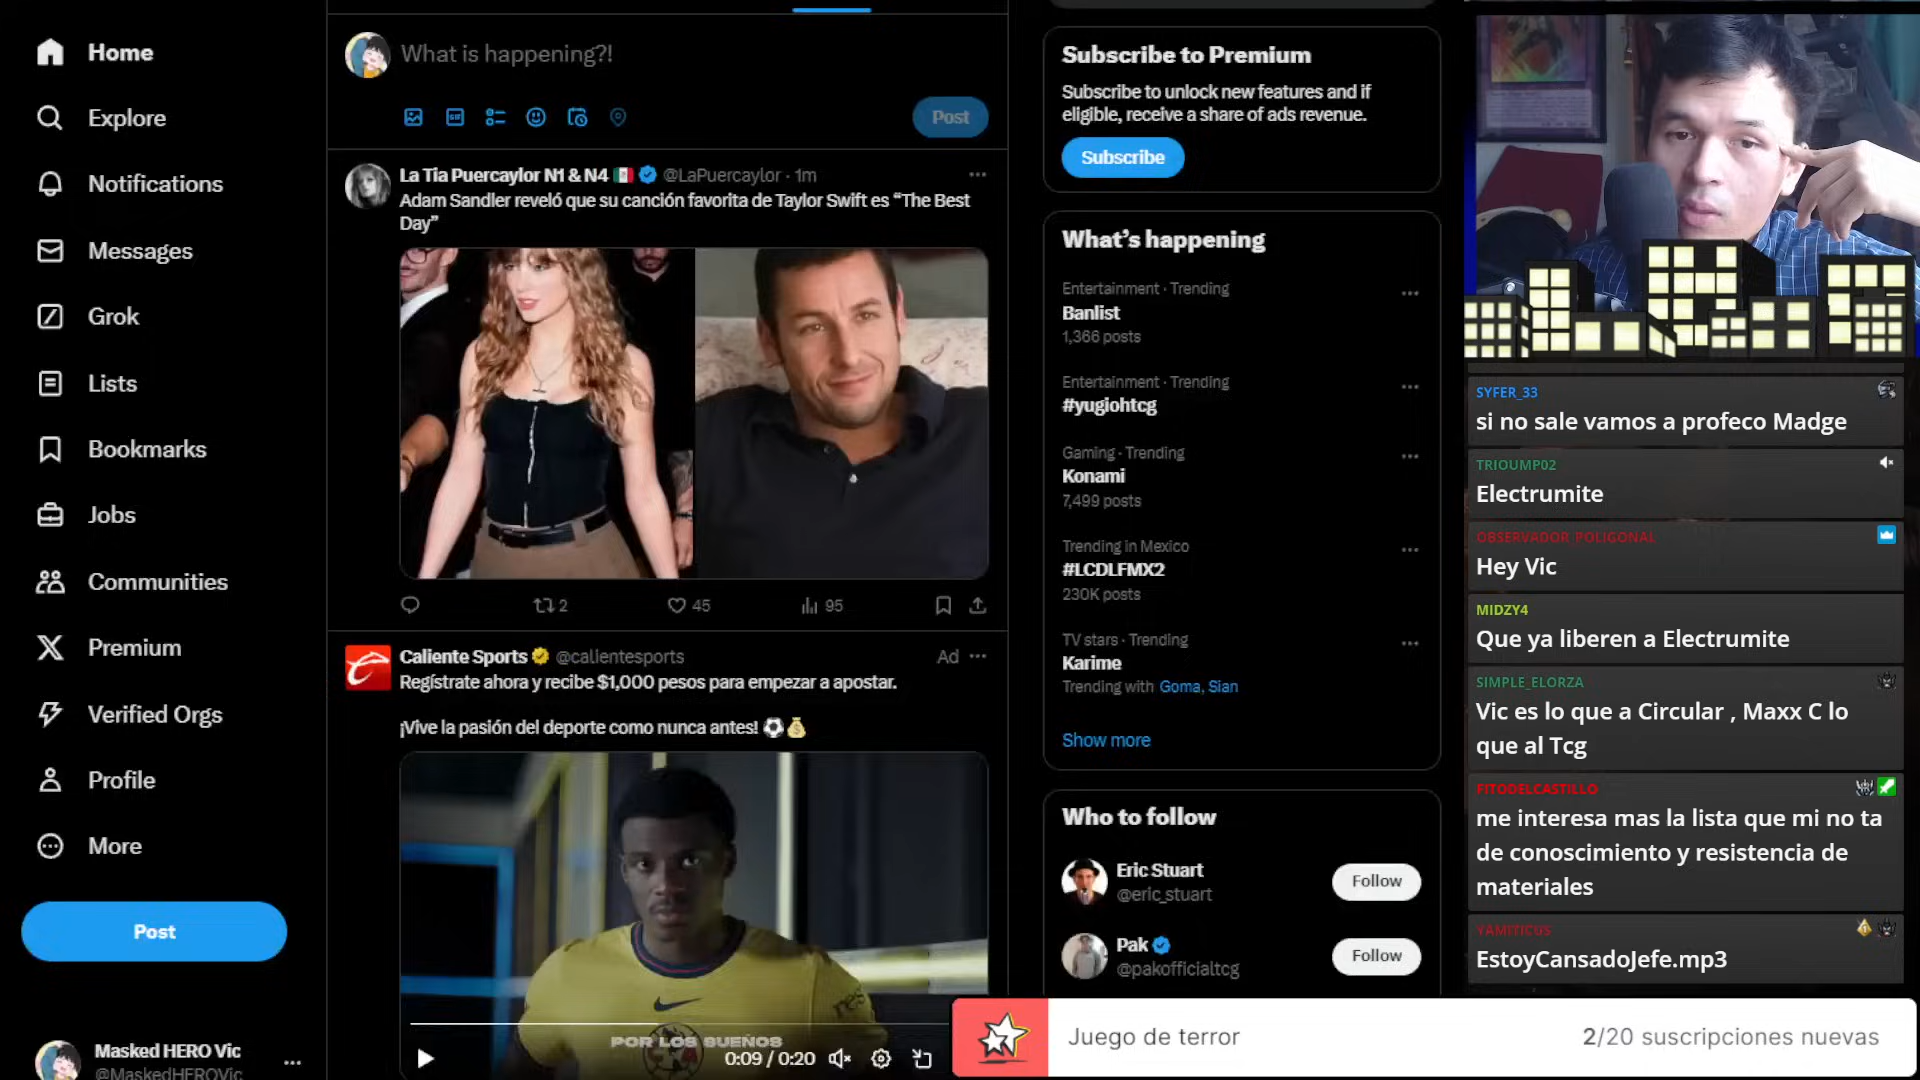 Home
Explore
Notifications
Messages
Grok
Lists
Bookmarks
Jobs
Communities
Premium
Verified Orgs
Profile
More
Post
Masked HERO Vic
@MaskedHEROVic
What is happening?!
Post
La Tia Puercaylor N1 & N4 🇲🇽 @LaPuercaylor · 1m
Adam Sandler reveló que su canción favorita de Taylor Swift es “The Best
Day”
2
45
95
Caliente Sports @calientesports
Ad
Regístrate ahora y recibe $1,000 pesos para empezar a apostar.
¡Vive la pasión del deporte como nunca antes! ⚽💰
POR LOS SUEÑOS
0:09 / 0:20
Subscribe to Premium
Subscribe to unlock new features and if
eligible, receive a share of ads revenue.
Subscribe
What’s happening
Entertainment · Trending
Banlist
1,366 posts
Entertainment · Trending
#yugiohtcg
Gaming · Trending
Konami
7,499 posts
Trending in Mexico
#LCDLFMX2
230K posts
TV stars · Trending
Karime
Trending with Goma, Sian
Show more
Who to follow
Eric Stuart
@eric_stuart
Follow
Pak
@pakofficialtcg
Follow
SYFER_33
si no sale vamos a profeco Madge
TRIOUMP02
Electrumite
OBSERVADOR_POLIGONAL
Hey Vic
MIDZY4
Que ya liberen a Electrumite
SIMPLE_ELORZA
Vic es lo que a Circular , Maxx C lo
que al Tcg
FITODELCASTILLO
me interesa mas la lista que mi no ta
de conoscimiento y resistencia de
materiales
YAMITICGS
EstoyCansadoJefe.mp3
Juego de terror
2/20 suscripciones nuevas